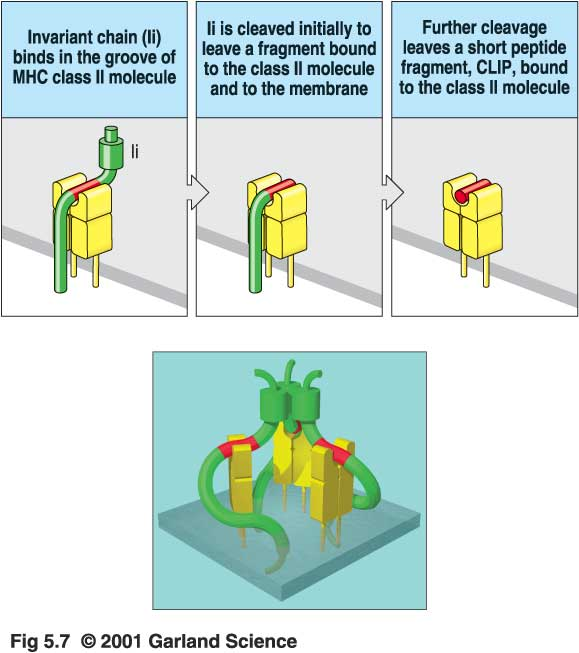 Invariant chain (Ii)
binds in the groove of
MHC class II molecule
Ii is cleaved initially to
leave a fragment bound
to the class II molecule
and to the membrane
Further cleavage
leaves a short peptide
fragment, CLIP, bound
to the class II molecule
Ii
Fig 5.7 © 2001 Garland Science